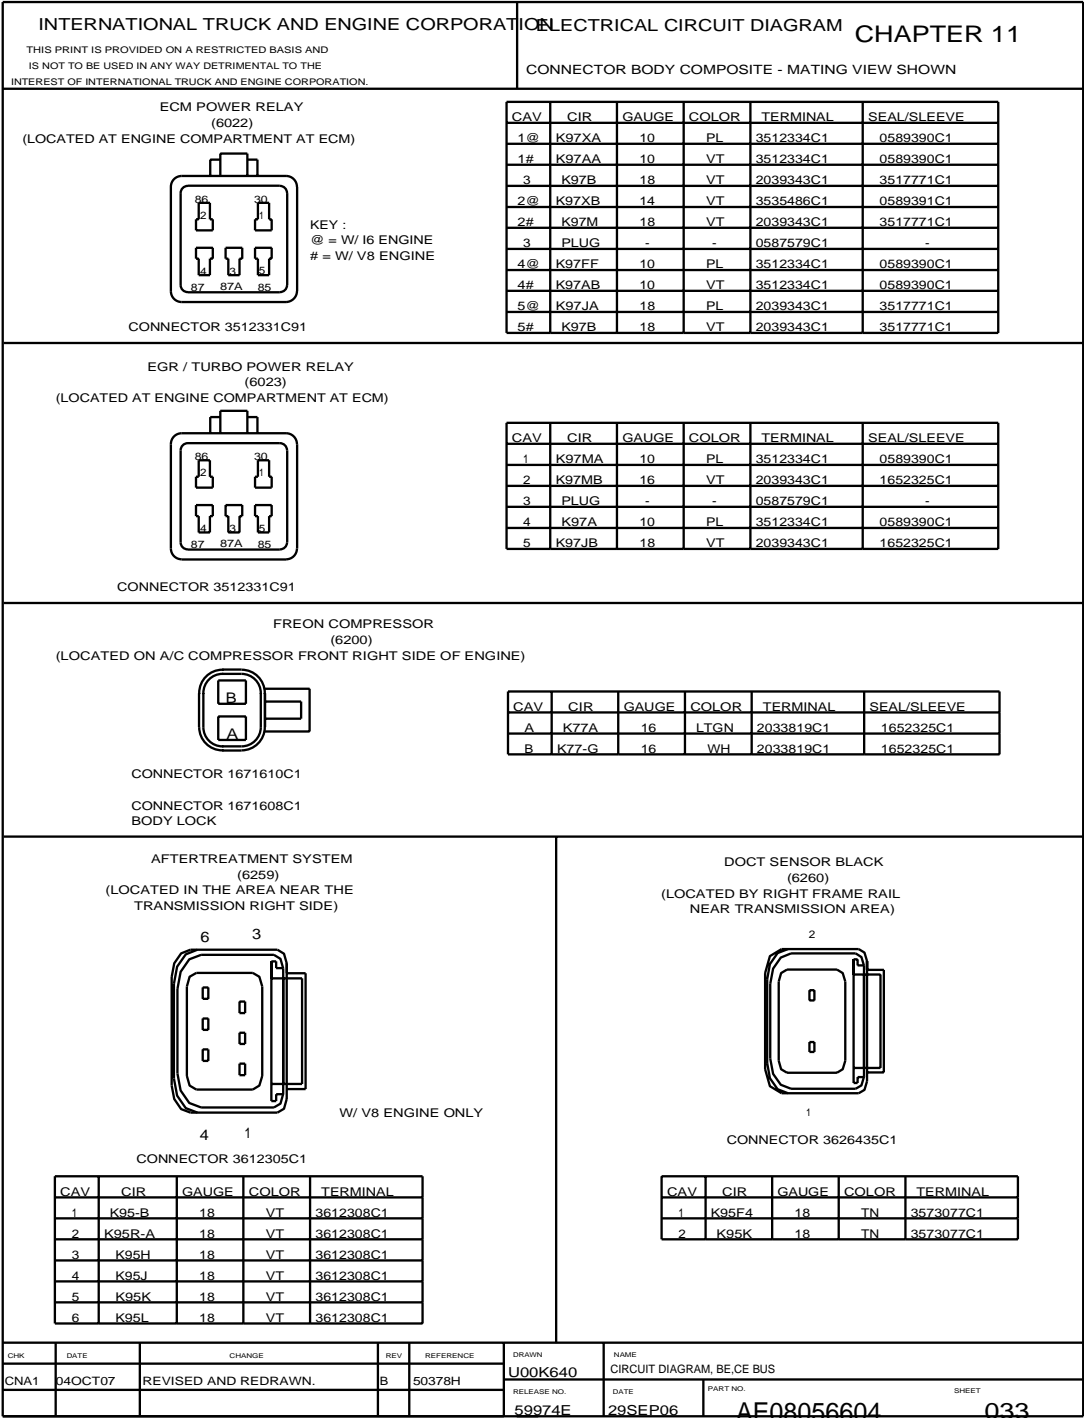 INTERNATIONAL TRUCK AND ENGINE CORPORATION
THIS PRINT IS PROVIDED ON A RESTRICTED BASIS AND
IS NOT TO BE USED IN ANY WAY DETRIMENTAL TO THE
INTEREST OF INTERNATIONAL TRUCK AND ENGINE CORPORATION.
ELECTRICAL CIRCUIT DIAGRAM CHAPTER 11
CONNECTOR BODY COMPOSITE - MATING VIEW SHOWN
ECM POWER RELAY
(6022)
(LOCATED AT ENGINE COMPARTMENT AT ECM)
86 30
2 1
4 3 5
87 87A 85
KEY :
@ = W/ I6 ENGINE
# = W/ V8 ENGINE
CONNECTOR 3512331C91
CAV CIR GAUGE COLOR TERMINAL SEAL/SLEEVE
1@ K97XA 10 PL 3512334C1 0589390C1
1# K97AA 10 VT 3512334C1 0589390C1
3 K97B 18 VT 2039343C1 3517771C1
2@ K97XB 14 VT 3535486C1 0589391C1
2# K97M 18 VT 2039343C1 3517771C1
3 PLUG - - 0587579C1 -
4@ K97FF 10 PL 3512334C1 0589390C1
4# K97AB 10 VT 3512334C1 0589390C1
5@ K97JA 18 PL 2039343C1 3517771C1
5# K97B 18 VT 2039343C1 3517771C1
EGR / TURBO POWER RELAY
(6023)
(LOCATED AT ENGINE COMPARTMENT AT ECM)
86 30
2 1
4 3 5
87 87A 85
CONNECTOR 3512331C91
CAV CIR GAUGE COLOR TERMINAL SEAL/SLEEVE
1 K97MA 10 PL 3512334C1 0589390C1
2 K97MB 16 VT 2039343C1 1652325C1
3 PLUG - - 0587579C1 -
4 K97A 10 PL 3512334C1 0589390C1
5 K97JB 18 VT 2039343C1 1652325C1
FREON COMPRESSOR
(6200)
(LOCATED ON A/C COMPRESSOR FRONT RIGHT SIDE OF ENGINE)
B
A
CONNECTOR 1671610C1
CONNECTOR 1671608C1
BODY LOCK
CAV CIR GAUGE COLOR TERMINAL SEAL/SLEEVE
A K77A 16 LTGN 2033819C1 1652325C1
B K77-G 16 WH 2033819C1 1652325C1
AFTERTREATMENT SYSTEM
(6259)
(LOCATED IN THE AREA NEAR THE
TRANSMISSION RIGHT SIDE)
6 3
W/ V8 ENGINE ONLY
4 1
CONNECTOR 3612305C1
CAV CIR GAUGE COLOR TERMINAL
1 K95-B 18 VT 3612308C1
2 K95R-A 18 VT 3612308C1
3 K95H 18 VT 3612308C1
4 K95J 18 VT 3612308C1
5 K95K 18 VT 3612308C1
6 K95L 18 VT 3612308C1
DOCT SENSOR BLACK
(6260)
(LOCATED BY RIGHT FRAME RAIL
NEAR TRANSMISSION AREA)
2
1
CONNECTOR 3626435C1
CAV CIR GAUGE COLOR TERMINAL
1 K95F4 18 TN 3573077C1
2 K95K 18 TN 3573077C1
CHK DATE CHANGE REV REFERENCE
CNA1 04OCT07 REVISED AND REDRAWN. B 50378H
DRAWN
U00K640
NAME
CIRCUIT DIAGRAM, BE,CE BUS
RELEASE NO.
59974E
DATE
29SEP06
PART NO.
AE08056604
SHEET
033